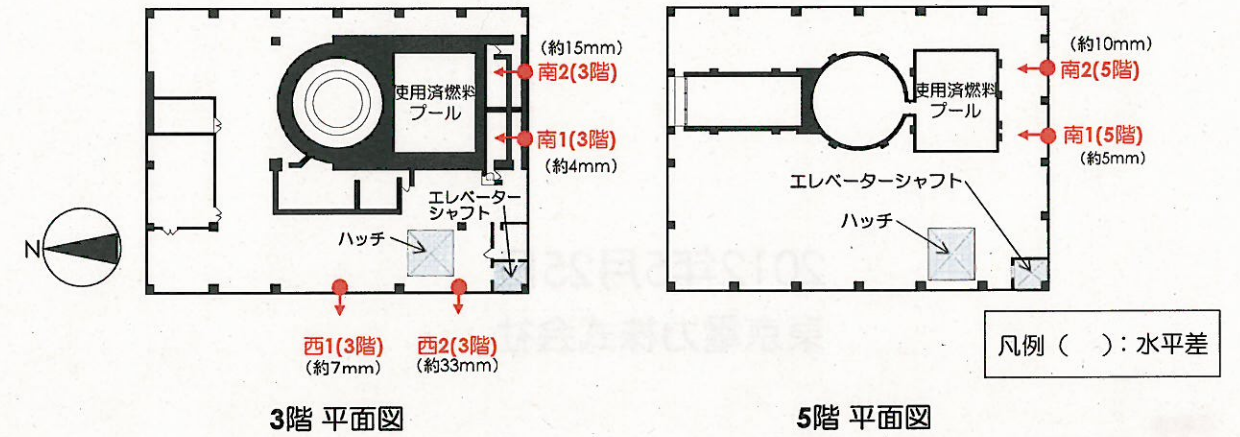 (約15mm)
南2(3階)
使用済燃料
プール
南1(3階)
(約4mm)
エレベーター
シャフト
ハッチ
N
西1(3階)
(約7mm)
西2(3階)
(約33mm)
3階 平面図
(約10mm)
南2(5階)
使用済燃料
プール
南1(5階)
(約5mm)
エレベーターシャフト
ハッチ
凡例 (　): 水平差
5階 平面図
2012年5月25日
東京電力株式会社